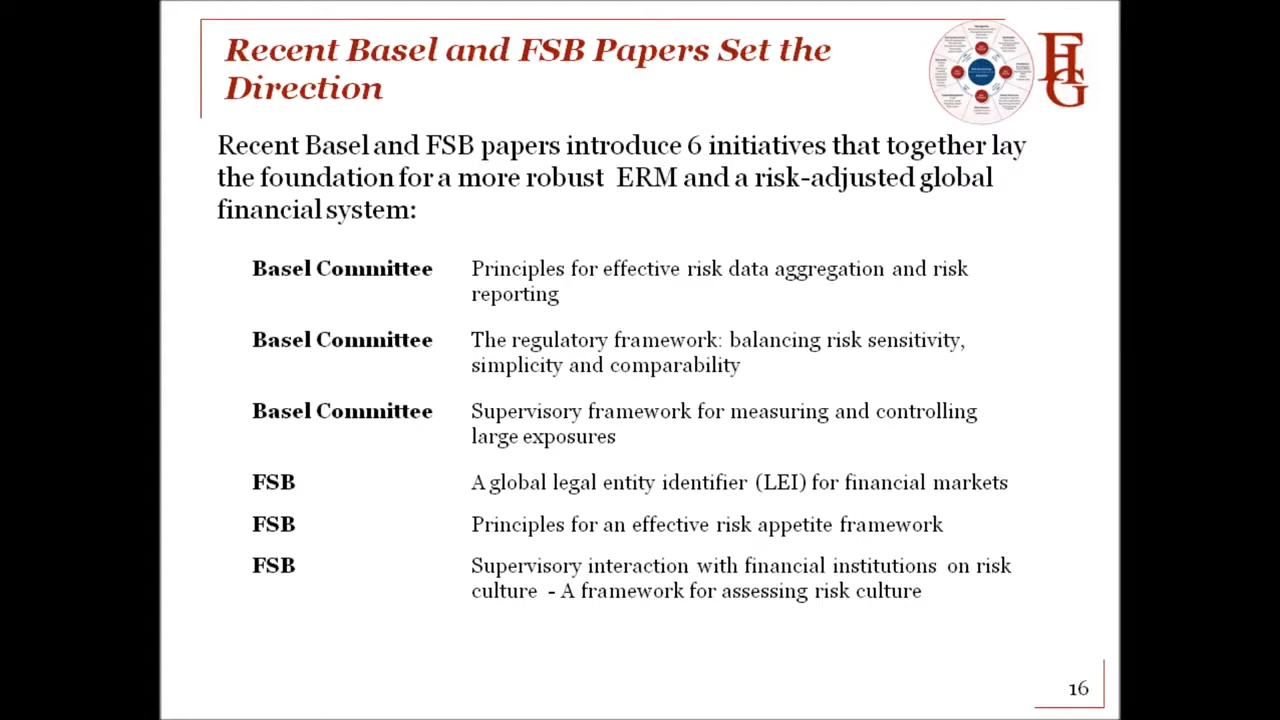 Recent Basel and FSB Papers Set the
Direction
FHG
Recent Basel and FSB papers introduce 6 initiatives that together lay
the foundation for a more robust ERM and a risk-adjusted global
financial system:
Basel Committee Principles for effective risk data aggregation and risk
reporting
Basel Committee The regulatory framework: balancing risk sensitivity,
simplicity and comparability
Basel Committee Supervisory framework for measuring and controlling
large exposures
FSB A global legal entity identifier (LEI) for financial markets
FSB Principles for an effective risk appetite framework
FSB Supervisory interaction with financial institutions on risk
culture - A framework for assessing risk culture
16